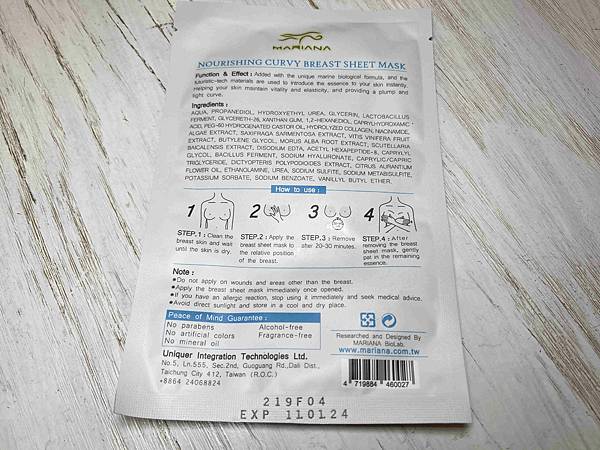 MARIANA
NOURISHING CURVY BREAST SHEET MASK
Function & Effect : Added with the unique marine biological formula, and the
futuristic-tech materials are used to introduce the essence to your skin instantly.
Helping your skin maintain vitality and elasticity, and providing a plump and
tight curve.
Ingredients :
AQUA, PROPANEDIOL, HYDROXYETHYL UREA, GLYCERIN, LACTOBACILLUS
FERMENT, GLYCERETH-26, XANTHAN GUM, 1,2-HEXANEDIOL, CAPRYLHYDROXAMIC
ACID, PEG-60 HYDROGENATED CASTOR OIL, HYDROLYZED COLLAGEN, NIACINAMIDE,
ALGAE EXTRACT, SAXIFRAGA SARMENTOSA EXTRACT, VITIS VINIFERA FRUIT
EXTRACT, BUTYLENE GLYCOL, MORUS ALBA ROOT EXTRACT, SCUTELLARIA
BAICALENSIS EXTRACT, DISODIUM EDTA, ACETYL HEXAPEPTIDE-8, CAPRYLYL
GLYCOL, BACILLUS FERMENT, SODIUM HYALURONATE, CAPRYLIC/CAPRIC
TRIGLYCERIDE, DICTYOPTERIS POLYPODIOIDES EXTRACT, CITRUS AURANTIUM
FLOWER OIL, ETHANOLAMINE, UREA, SODIUM SULFITE, SODIUM METABISULFITE,
POTASSIUM SORBATE, SODIUM BENZOATE, VANILLYL BUTYL ETHER.
How to use :
1 2 3 4
STEP.1 : Clean the
breast skin and wait
until the skin is dry.
STEP.2 : Apply the
breast sheet mask to
the relative position
of the breast.
STEP.3 : Remove
after 20-30 minutes.
STEP.4 : After
removing the breast
sheet mask, gently
pat in the remaining
essence.
Note :
•Do not apply on wounds and areas other than the breast.
•Apply the breast sheet mask immediately once opened.
•If you have an allergic reaction, stop using it immediately and seek medical advice.
•Avoid direct sunlight and store in a cool and dry place.
Peace of Mind Guarantee :
No parabens Alcohol-free
No artificial colors Fragrance-free
No mineral oil
Uniquer Integration Technologies Ltd.
No.5, Ln.555, Sec.2nd, Guoguang Rd.,Dali Dist.,
Taichung City 412, Taiwan (R.O.C.)
+8864 24068824
Researched and Designed By
MARIANA BioLab.
www.mariana.com.tw
4 719884 460027
219F04
EXP 110124